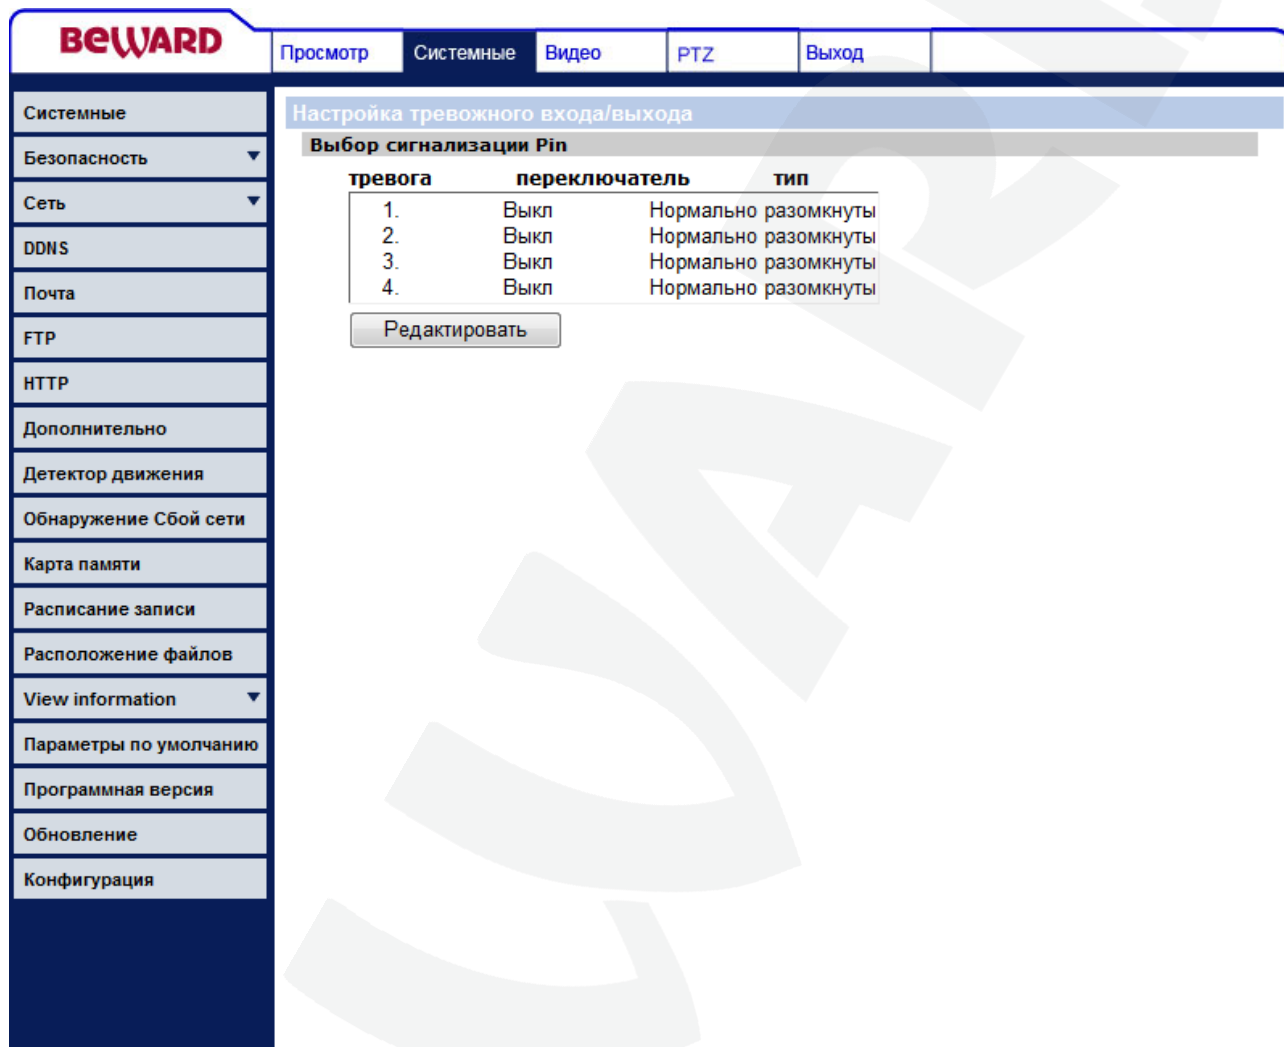 BEWARD
Просмотр Системные Видео PTZ Выход
Системные
Безопасность
Сеть
DDNS
Почта
FTP
HTTP
Дополнительно
Детектор движения
Обнаружение Сбой сети
Карта памяти
Расписание записи
Расположение файлов
View information
Параметры по умолчанию
Программная версия
Обновление
Конфигурация
Настройка тревожного входа/выхода
Выбор сигнализации Pin
тревога переключатель тип
1. Выкл Нормально разомкнуты
2. Выкл Нормально разомкнуты
3. Выкл Нормально разомкнуты
4. Выкл Нормально разомкнуты
Редактировать